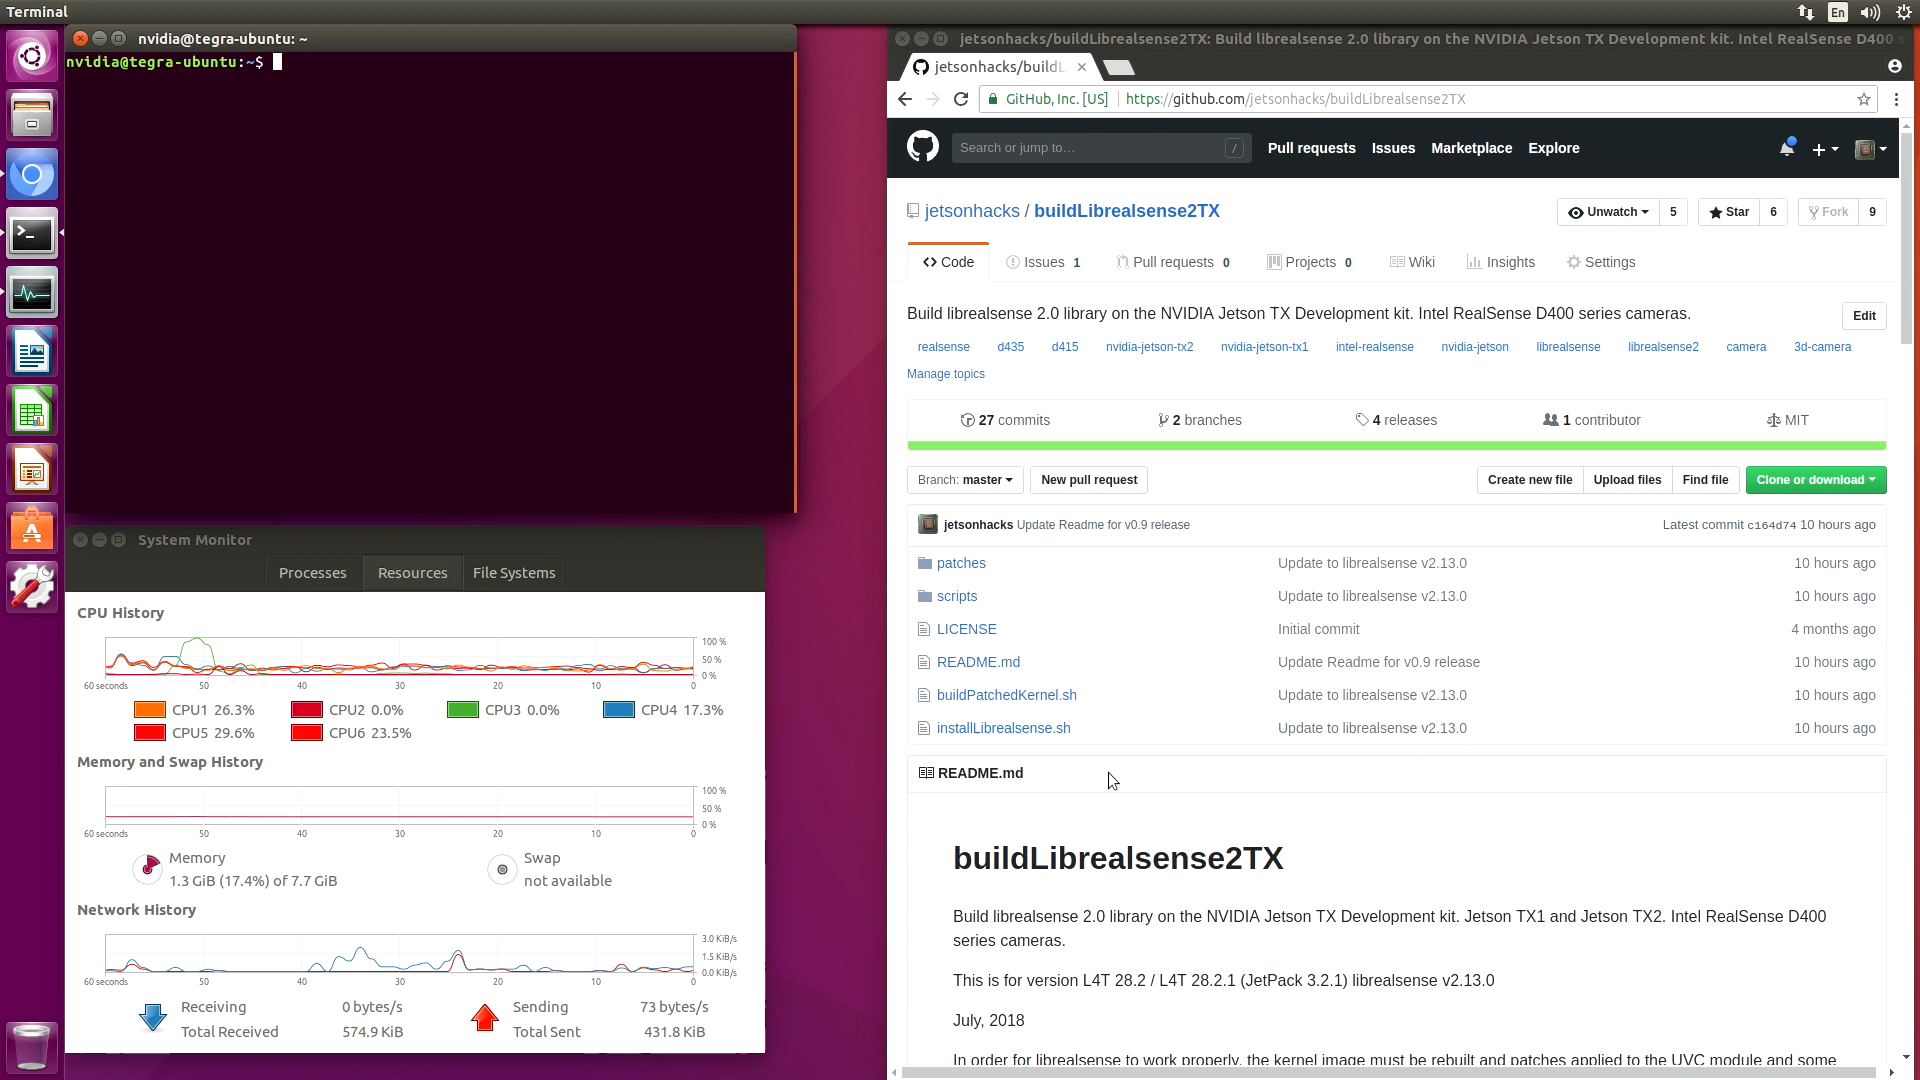 Terminal
En
nvidia@tegra-ubuntu: ~
nvidia@tegra-ubuntu:~$
System Monitor
Processes
Resources
File Systems
CPU History
100 %
50 %
0 %
60 seconds
50
40
30
20
10
0
CPU1 26.3%
CPU2 0.0%
CPU3 0.0%
CPU4 17.3%
CPU5 29.6%
CPU6 23.5%
Memory and Swap History
100 %
50 %
0 %
60 seconds
50
40
30
20
10
0
Memory
1.3 GiB (17.4%) of 7.7 GiB
Swap
not available
Network History
3.0 KiB/s
1.5 KiB/s
0.0 KiB/s
60 seconds
50
40
30
20
10
0
Receiving
0 bytes/s
Total Received
574.9 KiB
Sending
73 bytes/s
Total Sent
431.8 KiB
jetsonhacks/buildLibrealsense2TX: Build librealsense 2.0 library on the NVIDIA Jetson TX Development kit. Intel RealSense D400 s
jetsonhacks/buildL
GitHub, Inc. [US]
https://github.com/jetsonhacks/buildLibrealsense2TX
Search or jump to…
/
Pull requests
Issues
Marketplace
Explore
jetsonhacks / buildLibrealsense2TX
Unwatch 5
Star 6
Fork 9
Code
Issues 1
Pull requests 0
Projects 0
Wiki
Insights
Settings
Build librealsense 2.0 library on the NVIDIA Jetson TX Development kit. Intel RealSense D400 series cameras.
Edit
realsense d435 d415 nvidia-jetson-tx2 nvidia-jetson-tx1 intel-realsense nvidia-jetson librealsense librealsense2 camera 3d-camera
Manage topics
27 commits
2 branches
4 releases
1 contributor
MIT
Branch: master
New pull request
Create new file
Upload files
Find file
Clone or download
jetsonhacks Update Readme for v0.9 release
Latest commit c164d74 10 hours ago
patches Update to librealsense v2.13.0 10 hours ago
scripts Update to librealsense v2.13.0 10 hours ago
LICENSE Initial commit 4 months ago
README.md Update Readme for v0.9 release 10 hours ago
buildPatchedKernel.sh Update to librealsense v2.13.0 10 hours ago
installLibrealsense.sh Update to librealsense v2.13.0 10 hours ago
README.md
buildLibrealsense2TX
Build librealsense 2.0 library on the NVIDIA Jetson TX Development kit. Jetson TX1 and Jetson TX2. Intel RealSense D400
series cameras.
This is for version L4T 28.2 / L4T 28.2.1 (JetPack 3.2.1) librealsense v2.13.0
July, 2018
In order for librealsense to work properly, the kernel image must be rebuilt and patches applied to the UVC module and some